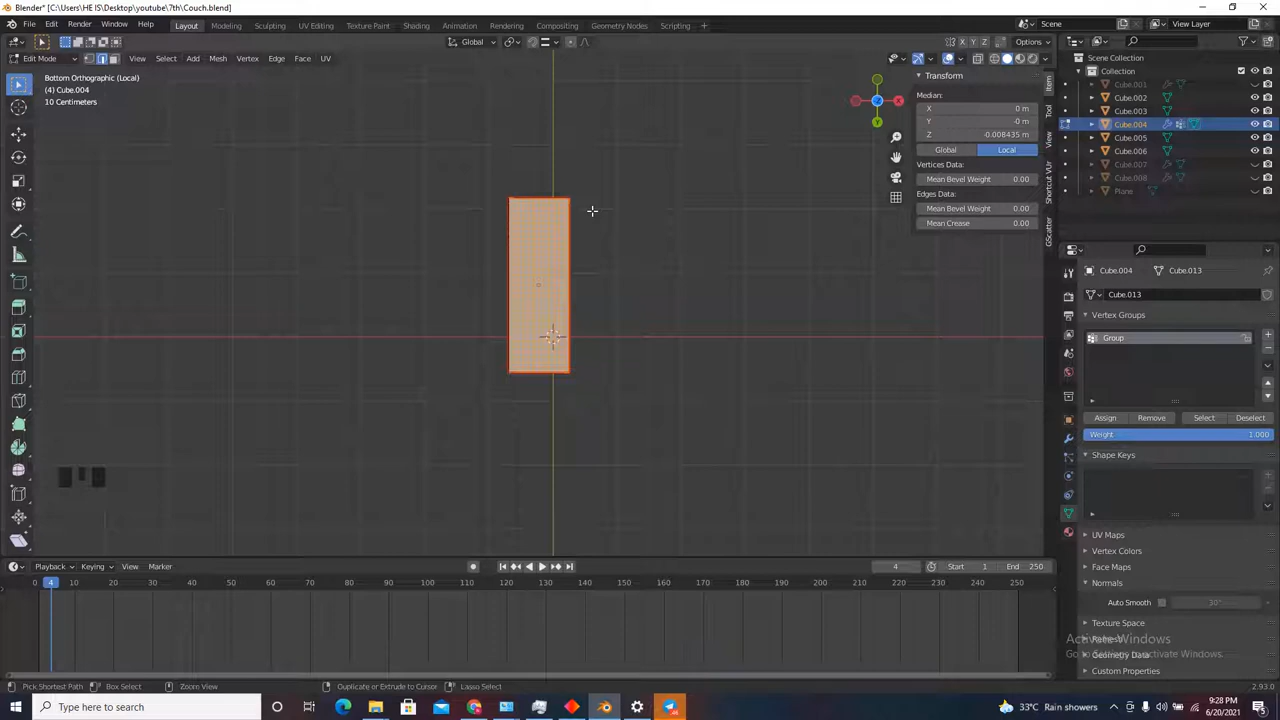 Blender* [C:\Users\HE IS\Desktop\youtube\7th\Couch.blend]
File Edit Render Window Help Layout Modeling Sculpting UV Editing Texture Paint Shading Animation Rendering Compositing Geometry Nodes Scripting + Scene View Layer
Global X Y Z Options
Edit Mode View Select Add Mesh Vertex Edge Face UV
Bottom Orthographic (Local)
(4) Cube.004
10 Centimeters
Transform
Median:
X 0 m
Y -0 m
Z -0.008435 m
Global Local
Vertices Data:
Mean Bevel Weight 0.00
Edges Data:
Mean Bevel Weight 0.00
Mean Crease 0.00
Item
Tool
View
Shortcut VUr
GScatter
X
Y
Scene Collection
Collection
Cube.001
Cube.002
Cube.003
Cube.004
Cube.005
Cube.006
Cube.007
Cube.008
Plane
Cube.004 Cube.013
Cube.013
Vertex Groups
Group
Assign Remove Select Deselect
Weight 1.000
Shape Keys
UV Maps
Vertex Colors
Face Maps
Normals
Auto Smooth 30°
Texture Space
Remesh
Geometry Data
Custom Properties
Activate Windows
Go to Settings to activate Windows.
Playback Keying View Marker 4 Start 1 End 250
0 4 10 20 30 40 50 60 70 80 90 100 110 120 130 140 150 160 170 180 190 200 210 220 230 240 250
Pick Shortest Path Box Select Zoom View Duplicate or Extrude to Cursor Lasso Select 2.93.0
Type here to search 33°C Rain showers 9:28 PM
6/20/2021